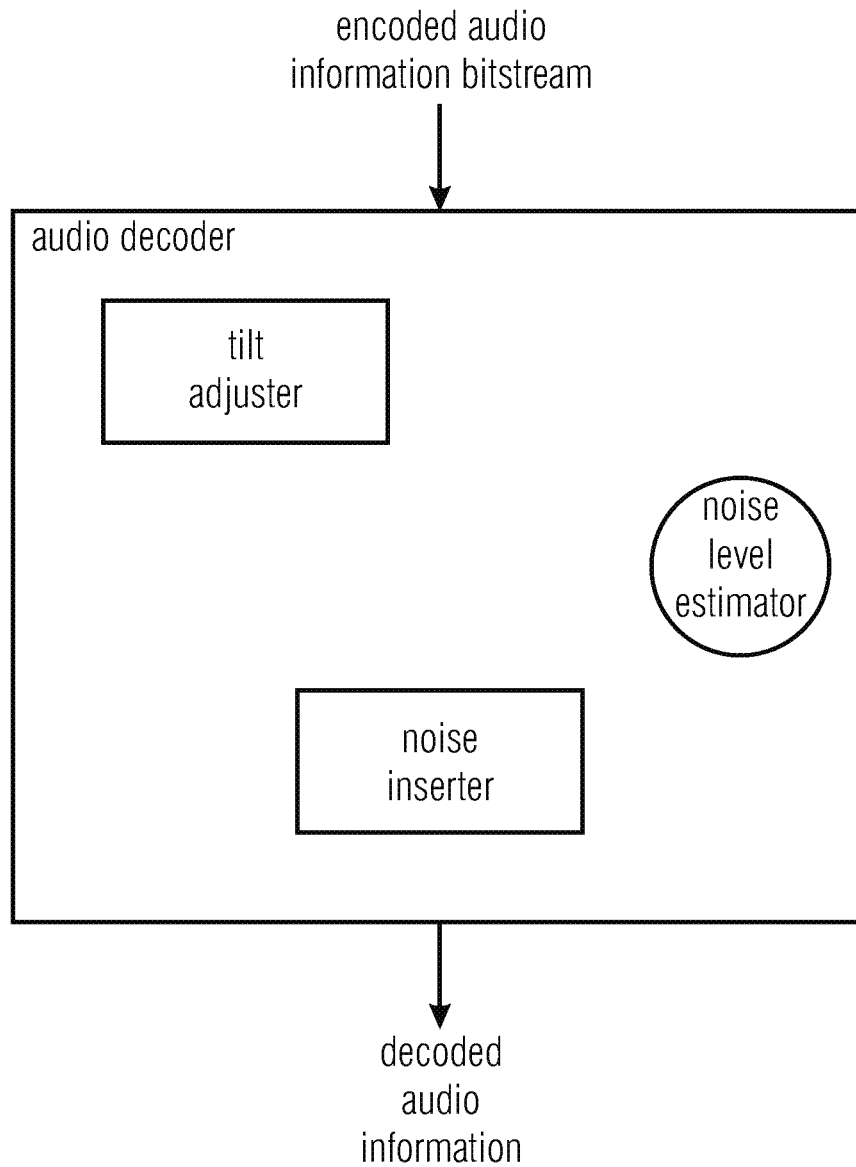 encoded audio
information bitstream
audio decoder
tilt
adjuster
noise
level
estimator
noise
inserter
decoded
audio
information